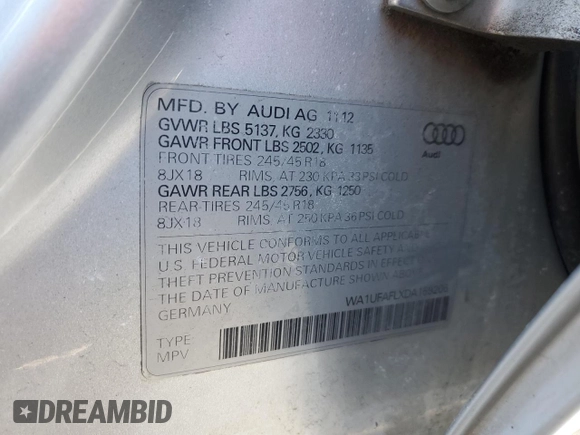 MFD. BY AUDI AG 11 12
GVWR LBS 5137, KG 2330
GAWR FRONT LBS 2502, KG 1135
FRONT TIRES 245/45 R18
8JX18 RIMS AT 230 KPA 33 PSI COLD
GAWR REAR LBS 2756, KG 1250
REAR TIRES 245/45 R18
8JX18 RIMS AT 250 KPA 36 PSI COLD
Audi
THIS VEHICLE CONFORMS TO ALL APPLICABLE
U.S. FEDERAL MOTOR VEHICLE SAFETY AND
THEFT PREVENTION STANDARDS IN EFFECT ON
THE DATE OF MANUFACTURE SHOWN ABOVE
GERMANY
TYPE
MPV
DREAMBID